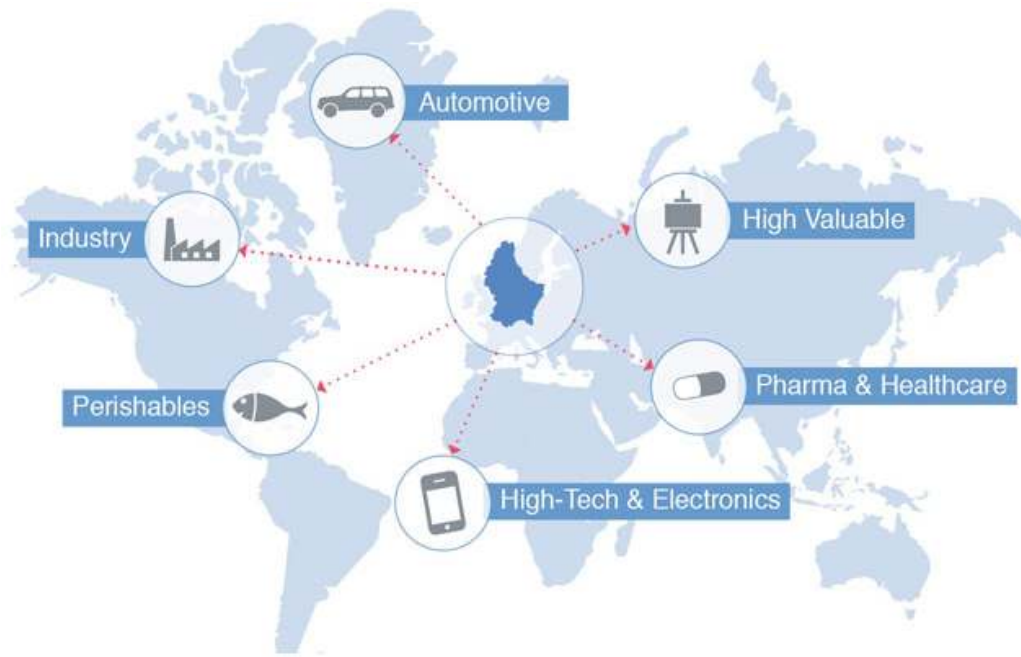 Automotive
High Valuable
Industry
Pharma & Healthcare
Perishables
High-Tech & Electronics